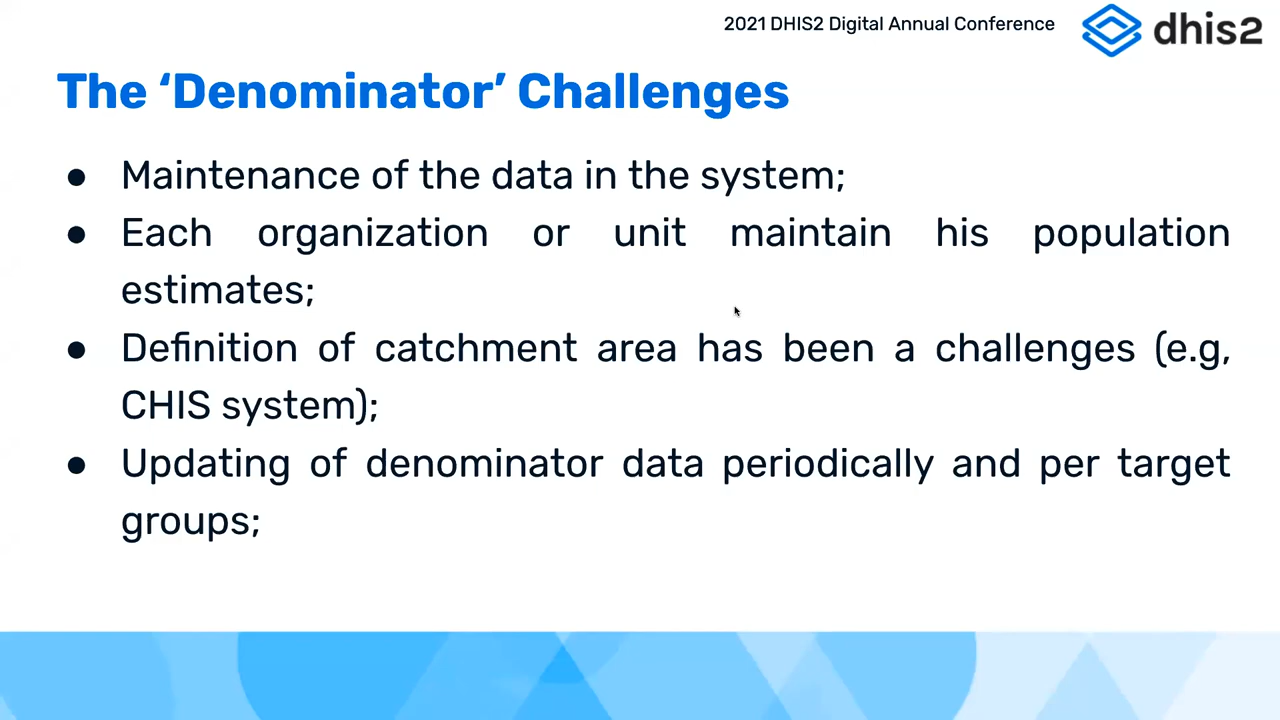 2021 DHIS2 Digital Annual Conference
dhis2
The ‘Denominator’ Challenges
● Maintenance of the data in the system;
● Each organization or unit maintain his population
estimates;
● Definition of catchment area has been a challenges (e.g,
CHIS system);
● Updating of denominator data periodically and per target
groups;